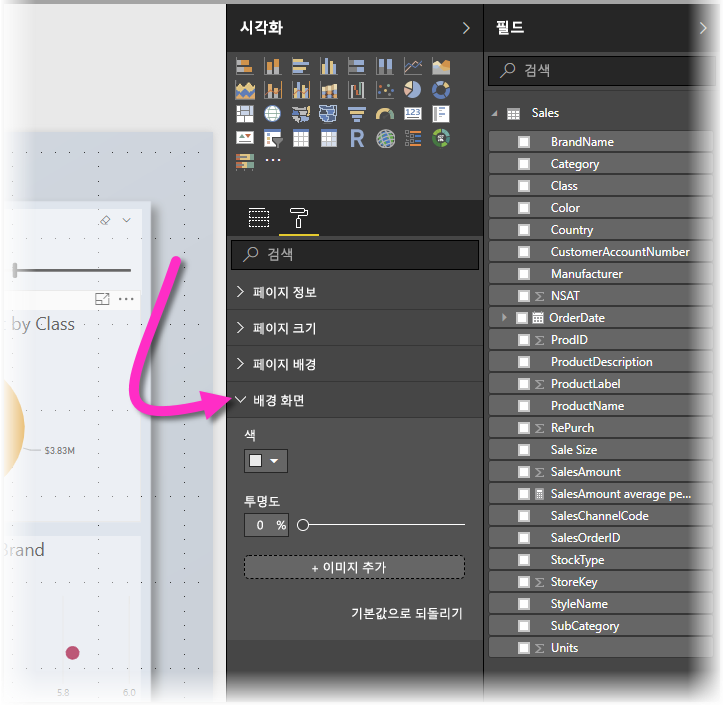 by Class
$3.83M
Brand
5.8
6.0
시각화
123
R
검색
페이지 정보
페이지 크기
페이지 배경
배경 화면
색
투명도
0 %
+ 이미지 추가
기본값으로 되돌리기
필드
검색
Sales
BrandName
Category
Class
Color
Country
CustomerAccountNumber
Manufacturer
Σ NSAT
OrderDate
Σ ProdID
ProductDescription
Σ ProductLabel
ProductName
Σ RePurch
Sale Size
Σ SalesAmount
SalesAmount average pe...
SalesChannelCode
SalesOrderID
StockType
Σ StoreKey
StyleName
SubCategory
Σ Units